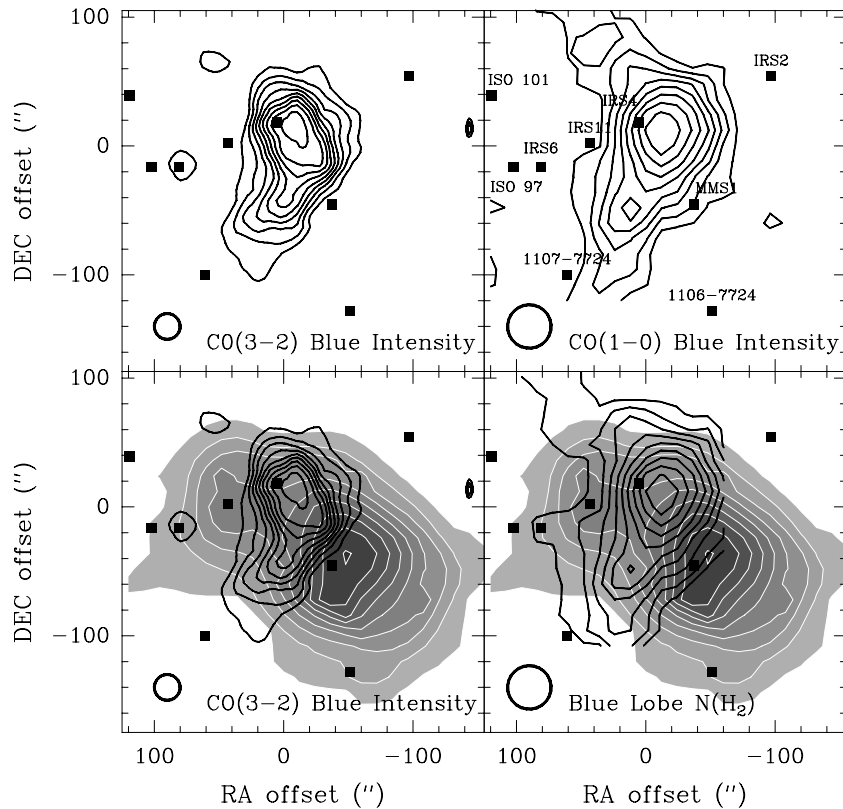 100
0
−100
DEC offset (″)
CO(3−2) Blue Intensity
IRS2
ISO 101
IRS4
IRS11
IRS6
ISO 97
MMS1
1107−7724
1106−7724
CO(1−0) Blue Intensity
100
0
−100
DEC offset (″)
CO(3−2) Blue Intensity
Blue Lobe N(H₂)
100
0
−100
100
0
−100
RA offset (″)
RA offset (″)